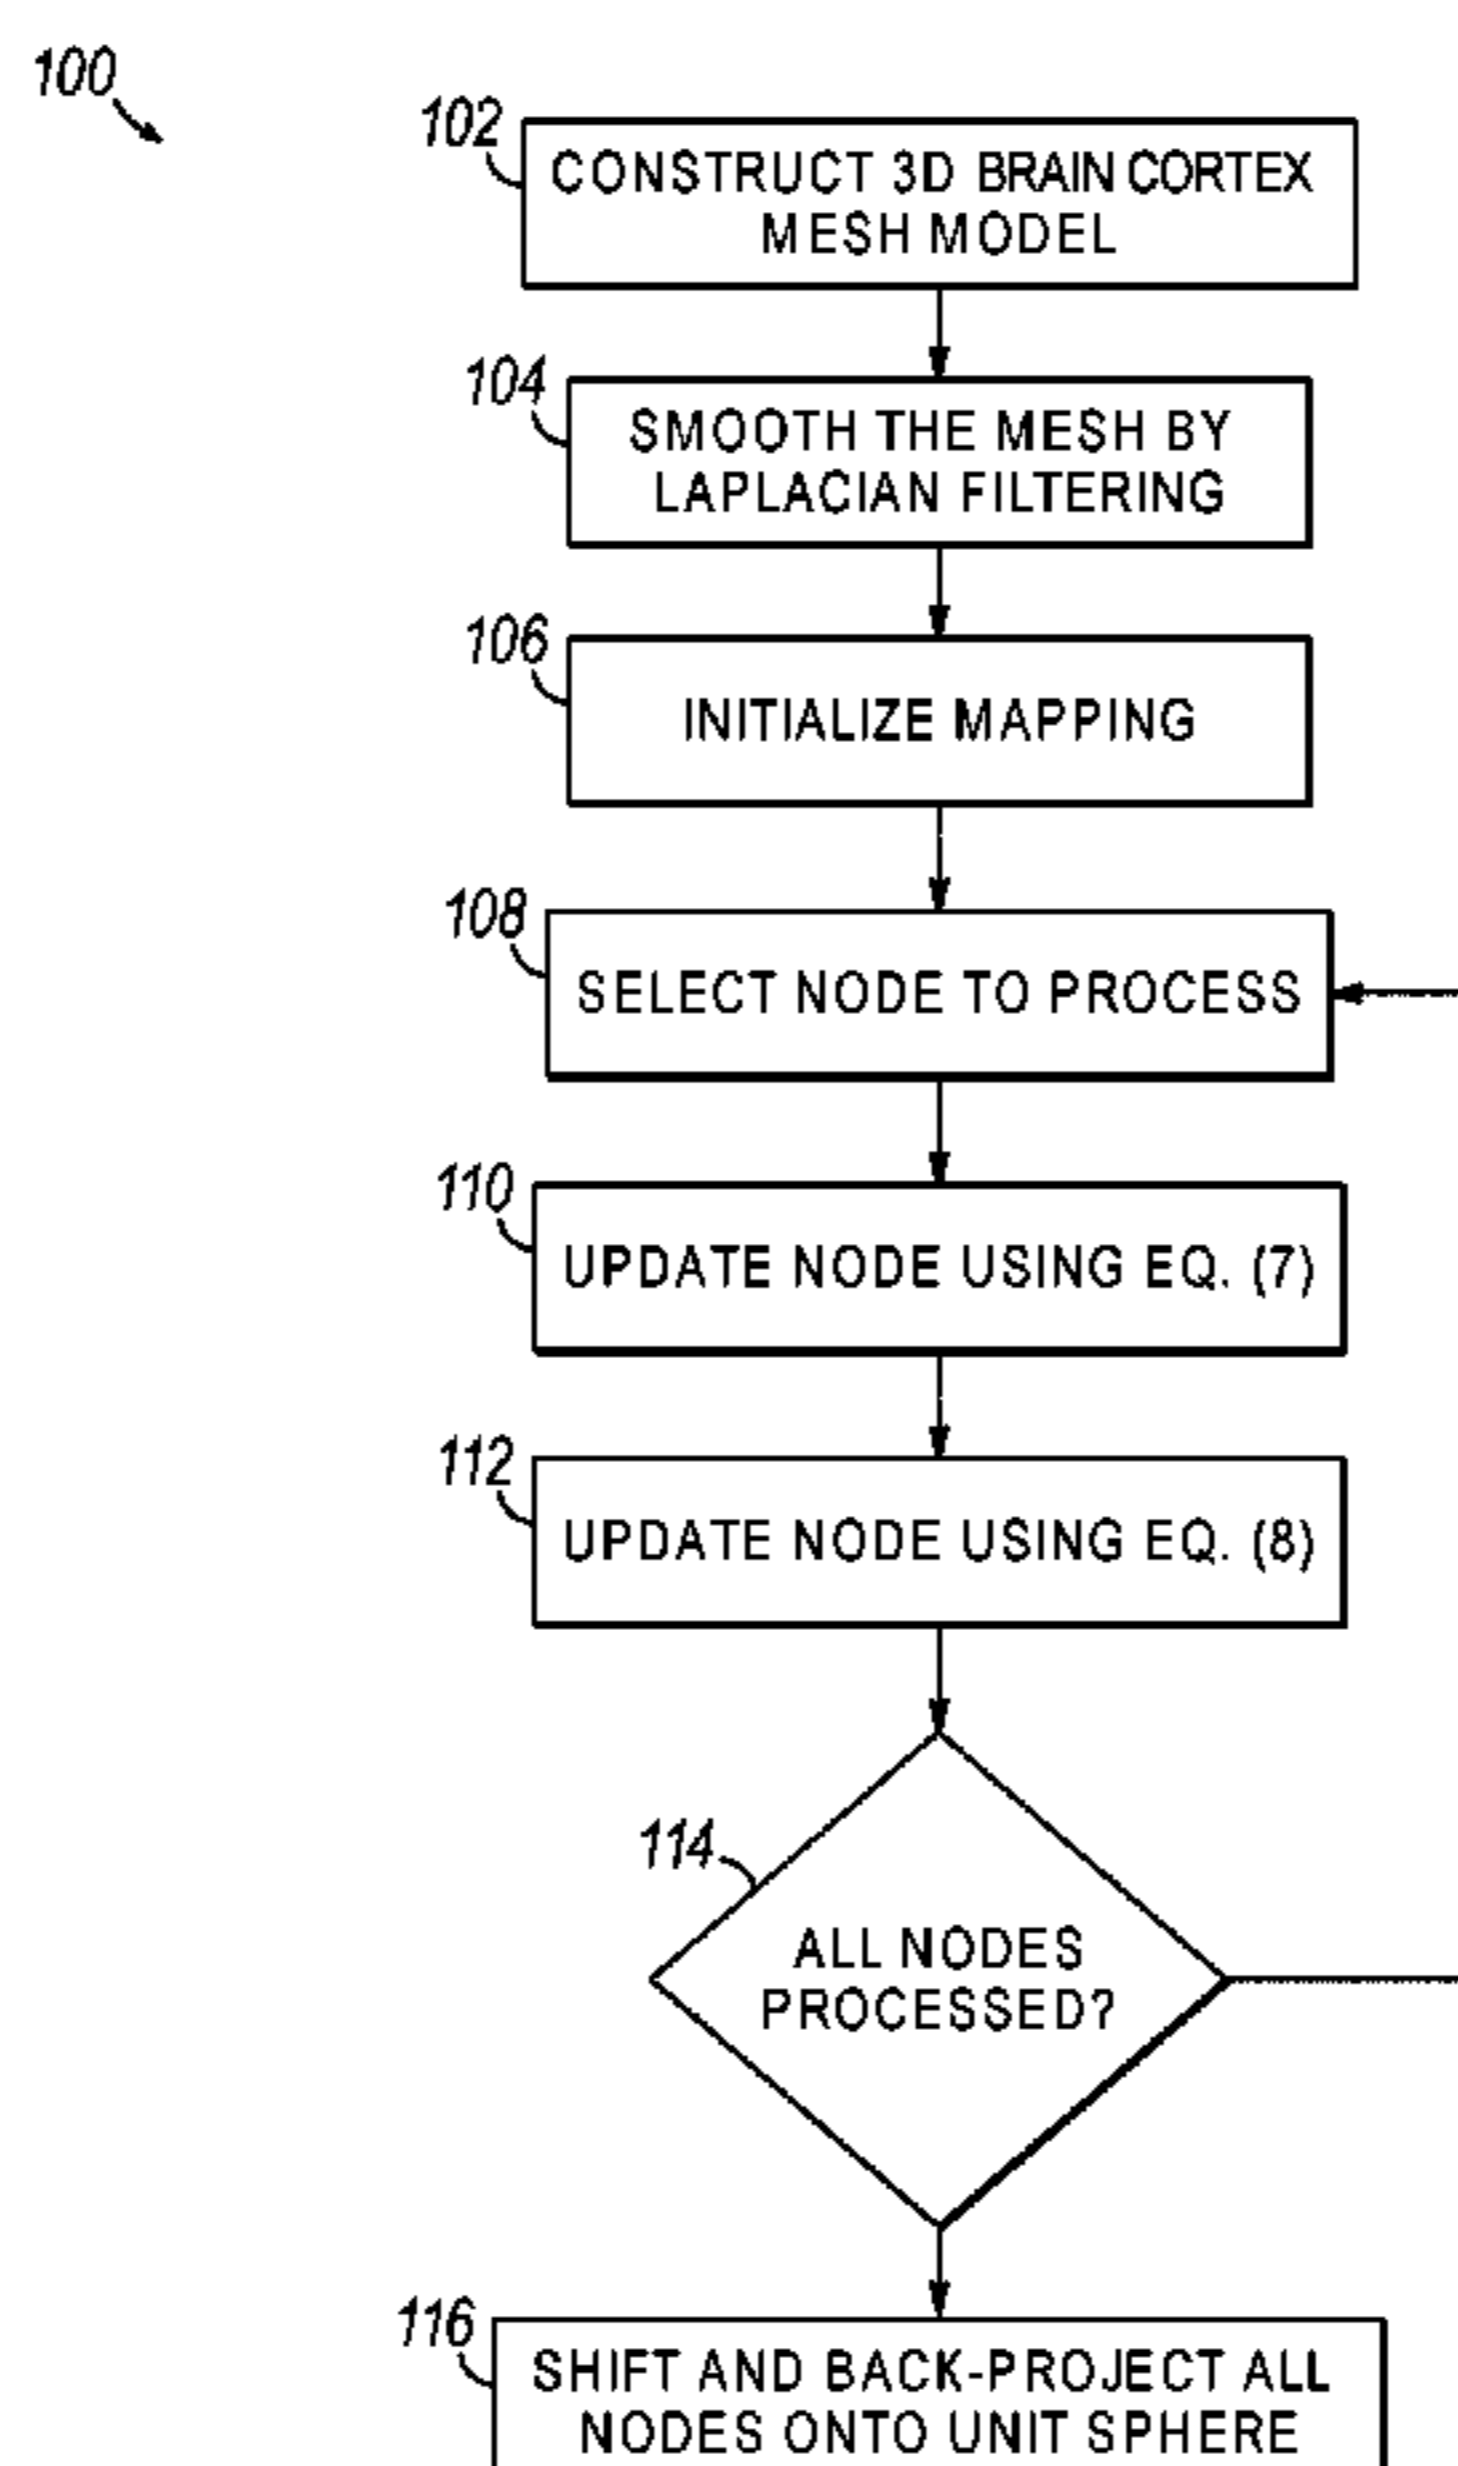 100
102
CONSTRUCT 3D BRAIN CORTEX
MESH MODEL
104
SMOOTH THE MESH BY
LAPLACIAN FILTERING
106
INITIALIZE MAPPING
108
SELECT NODE TO PROCESS
110
UPDATE NODE USING EQ. (7)
112
UPDATE NODE USING EQ. (8)
114
ALL NODES
PROCESSED?
116
SHIFT AND BACK-PROJECT ALL
NODES ONTO UNIT SPHERE